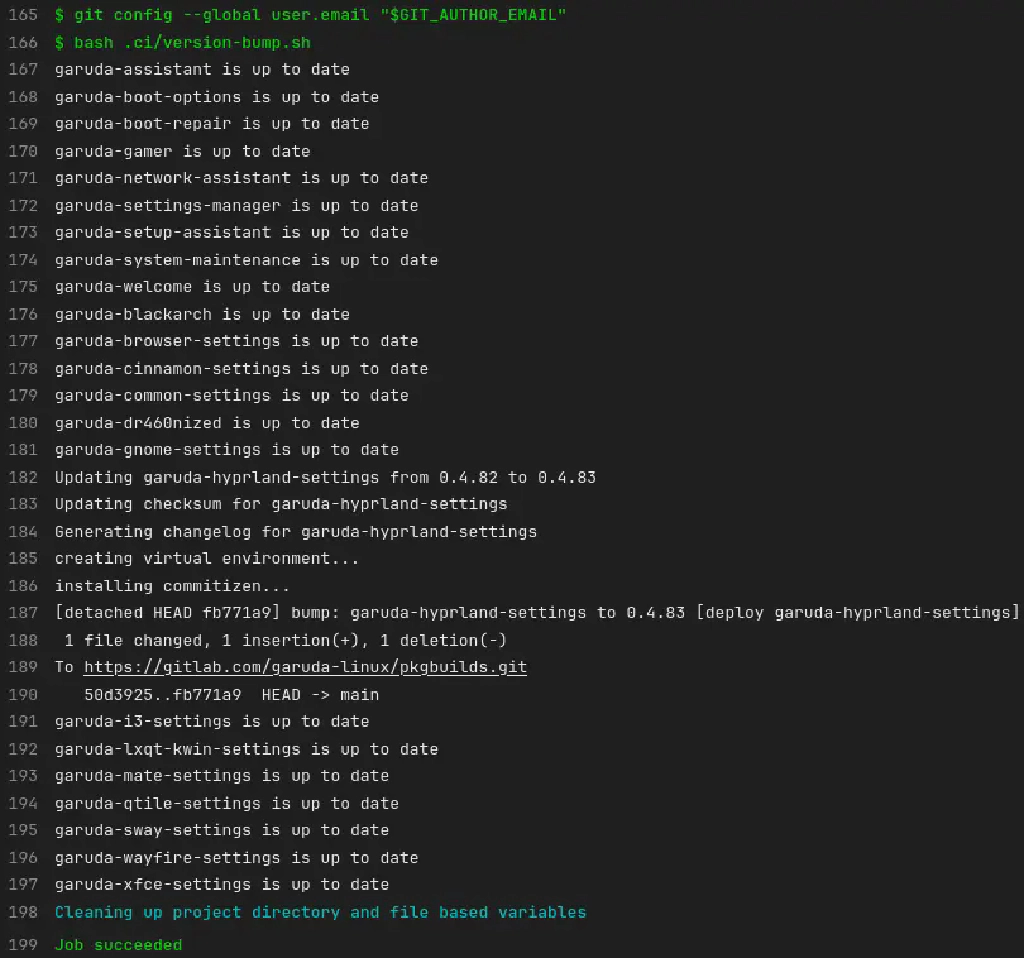 165 $ git config --global user.email "$GIT_AUTHOR_EMAIL"
166 $ bash .ci/version-bump.sh
167 garuda-assistant is up to date
168 garuda-boot-options is up to date
169 garuda-boot-repair is up to date
170 garuda-gamer is up to date
171 garuda-network-assistant is up to date
172 garuda-settings-manager is up to date
173 garuda-setup-assistant is up to date
174 garuda-system-maintenance is up to date
175 garuda-welcome is up to date
176 garuda-blackarch is up to date
177 garuda-browser-settings is up to date
178 garuda-cinnamon-settings is up to date
179 garuda-common-settings is up to date
180 garuda-dr460nized is up to date
181 garuda-gnome-settings is up to date
182 Updating garuda-hyprland-settings from 0.4.82 to 0.4.83
183 Updating checksum for garuda-hyprland-settings
184 Generating changelog for garuda-hyprland-settings
185 creating virtual environment...
186 installing commitizen...
187 [detached HEAD fb771a9] bump: garuda-hyprland-settings to 0.4.83 [deploy garuda-hyprland-settings]
188  1 file changed, 1 insertion(+), 1 deletion(-)
189 To https://gitlab.com/garuda-linux/pkgbuilds.git
190    50d3925..fb771a9  HEAD -> main
191 garuda-i3-settings is up to date
192 garuda-lxqt-kwin-settings is up to date
193 garuda-mate-settings is up to date
194 garuda-qtile-settings is up to date
195 garuda-sway-settings is up to date
196 garuda-wayfire-settings is up to date
197 garuda-xfce-settings is up to date
198 Cleaning up project directory and file based variables
199 Job succeeded